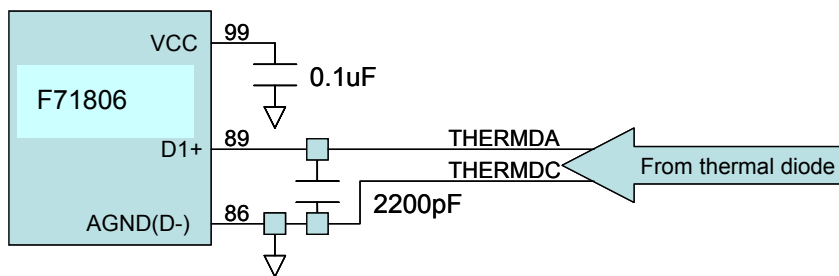 VCC
99
0.1uF
F71806
D1+
89
THERMDA
THERMDC
From thermal diode
2200pF
AGND(D-)
86